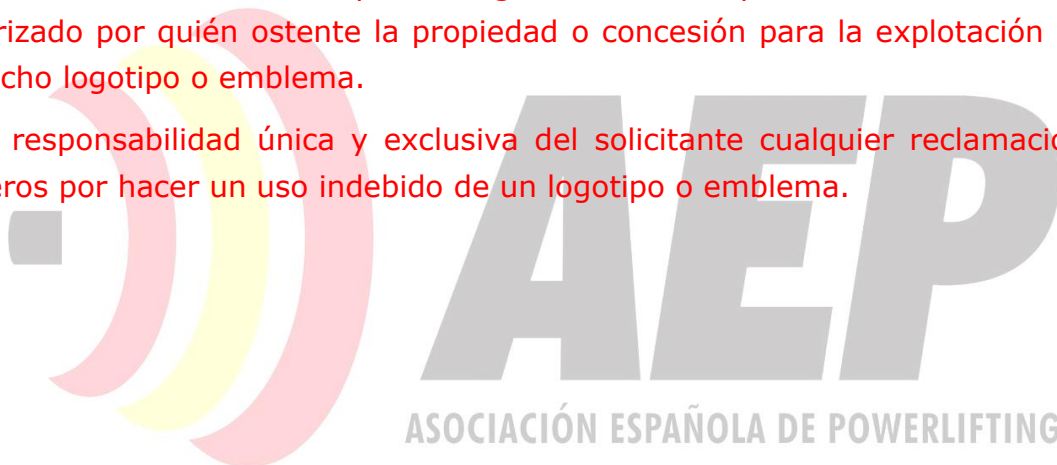 rizado por quién ostente la propiedad o concesión para la explotación
cho logotipo o emblema.
responsabilidad única y exclusiva del solicitante cualquier reclamació
eros por hacer un uso indebido de un logotipo o emblema.
AEP
ASOCIACIÓN ESPAÑOLA DE POWERLIFTING